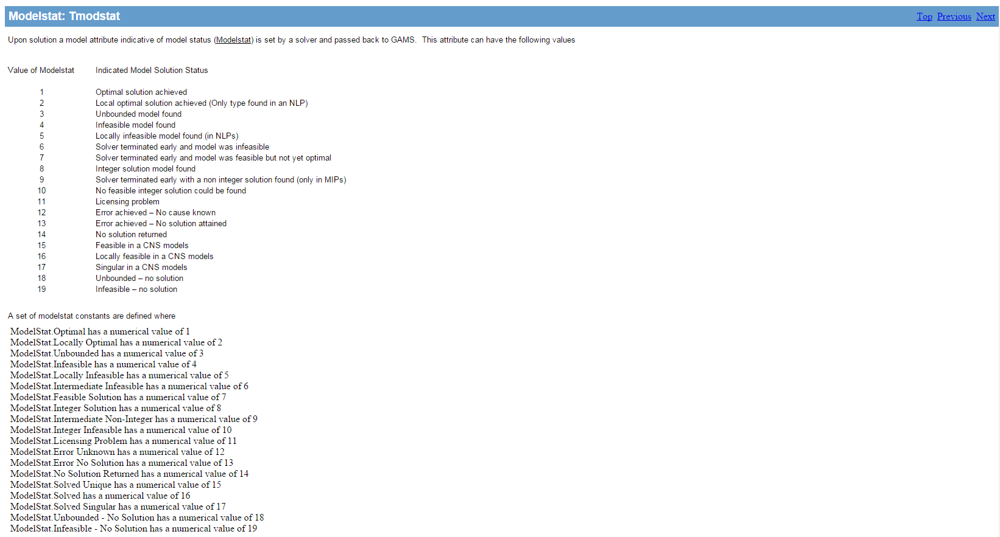 Modelstat: Tmodstat
Top Previous Next
Upon solution a model attribute indicative of model status (Modelstat) is set by a solver and passed back to GAMS. This attribute can have the following values
Value of Modelstat Indicated Model Solution Status
1 Optimal solution achieved
2 Local optimal solution achieved (Only type found in an NLP)
3 Unbounded model found
4 Infeasible model found
5 Locally infeasible model found (in NLPs)
6 Solver terminated early and model was infeasible
7 Solver terminated early and model was feasible but not yet optimal
8 Integer solution model found
9 Solver terminated early with a non integer solution found (only in MIPs)
10 No feasible integer solution could be found
11 Licensing problem
12 Error achieved – No cause known
13 Error achieved – No solution attained
14 No solution returned
15 Feasible in a CNS models
16 Locally feasible in a CNS models
17 Singular in a CNS models
18 Unbounded – no solution
19 Infeasible – no solution
A set of modelstat constants are defined where
ModelStat.Optimal has a numerical value of 1
ModelStat.Locally Optimal has a numerical value of 2
ModelStat.Unbounded has a numerical value of 3
ModelStat.Infeasible has a numerical value of 4
ModelStat.Locally Infeasible has a numerical value of 5
ModelStat.Intermediate Infeasible has a numerical value of 6
ModelStat.Feasible Solution has a numerical value of 7
ModelStat.Integer Solution has a numerical value of 8
ModelStat.Intermediate Non-Integer has a numerical value of 9
ModelStat.Integer Infeasible has a numerical value of 10
ModelStat.Licensing Problem has a numerical value of 11
ModelStat.Error Unknown has a numerical value of 12
ModelStat.Error No Solution has a numerical value of 13
ModelStat.No Solution Returned has a numerical value of 14
ModelStat.Solved Unique has a numerical value of 15
ModelStat.Solved has a numerical value of 16
ModelStat.Solved Singular has a numerical value of 17
ModelStat.Unbounded - No Solution has a numerical value of 18
ModelStat.Infeasible - No Solution has a numerical value of 19